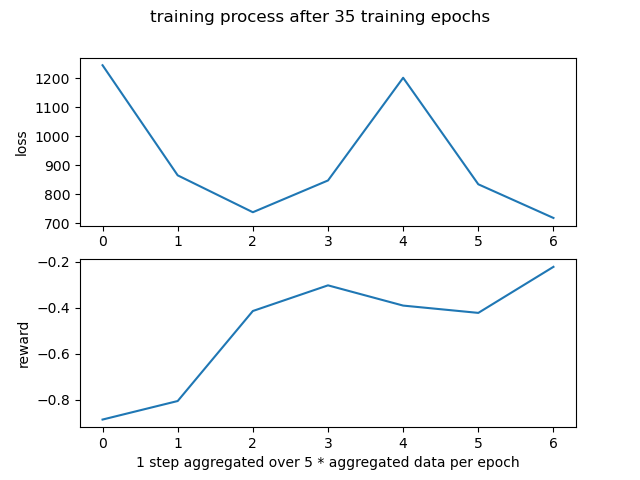 training process after 35 training epochs
1200
1100
1000
900
800
700
loss
0 1 2 3 4 5 6
−0.2
−0.4
−0.6
−0.8
reward
0 1 2 3 4 5 6
1 step aggregated over 5 * aggregated data per epoch